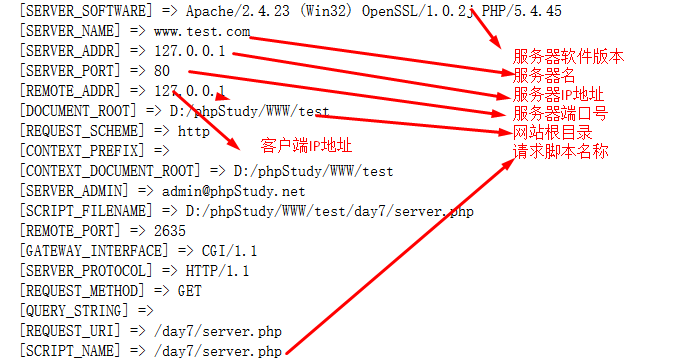 [SERVER_SOFTWARE] => Apache/2.4.23 (Win32) OpenSSL/1.0.2j PHP/5.4.45
[SERVER_NAME] => www.test.com
[SERVER_ADDR] => 127.0.0.1
[SERVER_PORT] => 80
[REMOTE_ADDR] => 127.0.0.1
[DOCUMENT_ROOT] => D:/phpStudy/WWW/test
[REQUEST_SCHEME] => http
[CONTEXT_PREFIX] =>
[CONTEXT_DOCUMENT_ROOT] => D:/phpStudy/WWW/test
[SERVER_ADMIN] => admin@phpStudy.net
[SCRIPT_FILENAME] => D:/phpStudy/WWW/test/day7/server.php
[REMOTE_PORT] => 2635
[GATEWAY_INTERFACE] => CGI/1.1
[SERVER_PROTOCOL] => HTTP/1.1
[REQUEST_METHOD] => GET
[QUERY_STRING] =>
[REQUEST_URI] => /day7/server.php
[SCRIPT_NAME] => /day7/server.php
服务器软件版本
服务器名
服务器IP地址
服务器端口号
网站根目录
请求脚本名称
客户端IP地址